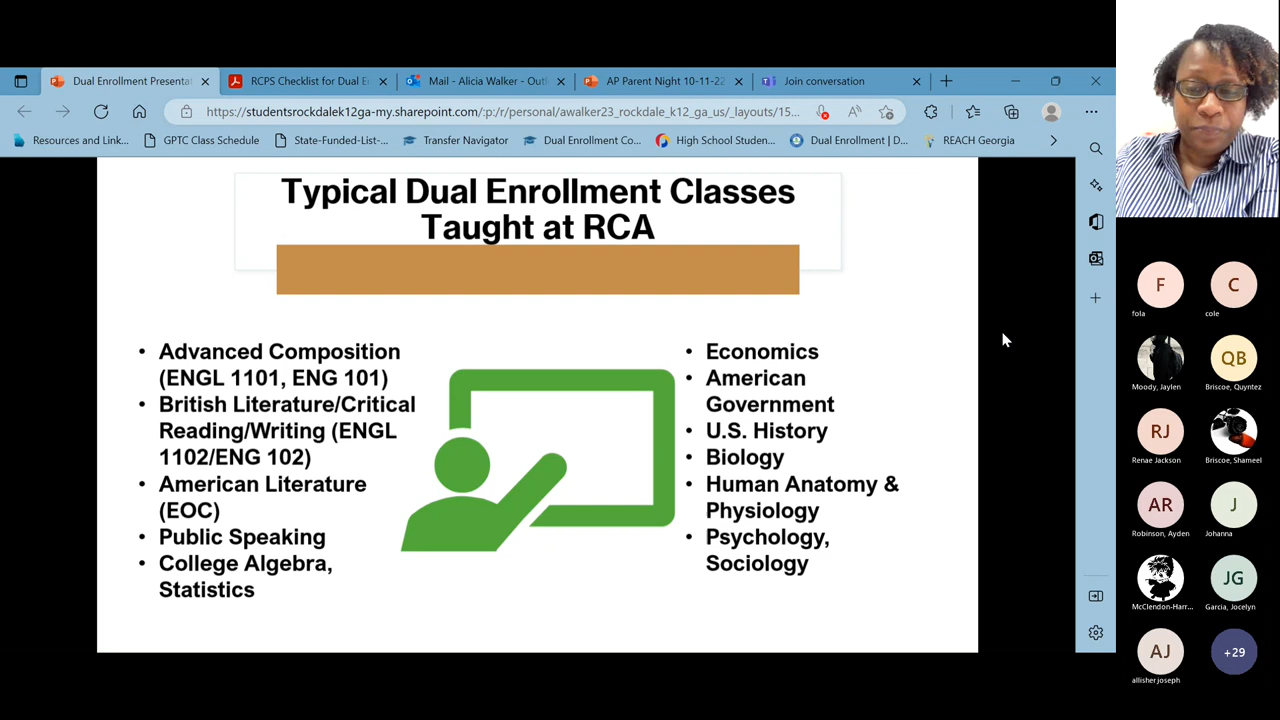 Dual Enrollment Presentat
RCPS Checklist for Dual E
Mail - Alicia Walker - Outl
AP Parent Night 10-11-22
Join conversation
https://studentsrockdalek12ga-my.sharepoint.com/:p:/r/personal/awalker23_rockdale_k12_ga_us/_layouts/15...
Resources and Link...
GPTC Class Schedule
State-Funded-List-...
Transfer Navigator
Dual Enrollment Co...
High School Studen...
Dual Enrollment | D...
REACH Georgia
Typical Dual Enrollment Classes
Taught at RCA
• Advanced Composition
(ENGL 1101, ENG 101)
• British Literature/Critical
Reading/Writing (ENGL
1102/ENG 102)
• American Literature
(EOC)
• Public Speaking
• College Algebra,
Statistics
• Economics
• American
Government
• U.S. History
• Biology
• Human Anatomy &
Physiology
• Psychology,
Sociology
F
fola
C
cole
Moody, Jaylen
QB
Briscoe, Quyntez
RJ
Renae Jackson
Briscoe, Shameel
AR
Robinson, Ayden
J
Johanna
McClendon-Harr...
JG
Garcia, Jocelyn
AJ
allisher joseph
+29